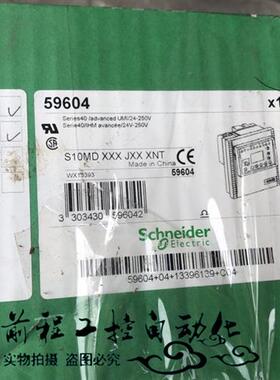 59604
x1
Series40 /advanced UMI/24-250V
Serie40/IHM avancée/24V-250V
S10MD XXX JXX XNT
Made in China
WX13393
59604
3 303430 596042
Schneider
Electric
59604+04+13396139+C04
前程工控自动化
实物拍摄 盗图必究